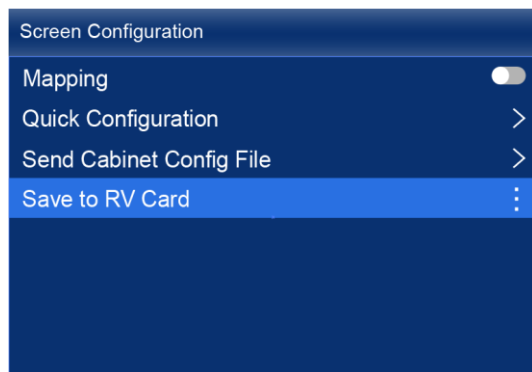 Screen Configuration
Mapping
Quick Configuration
Send Cabinet Config File
Save to RV Card